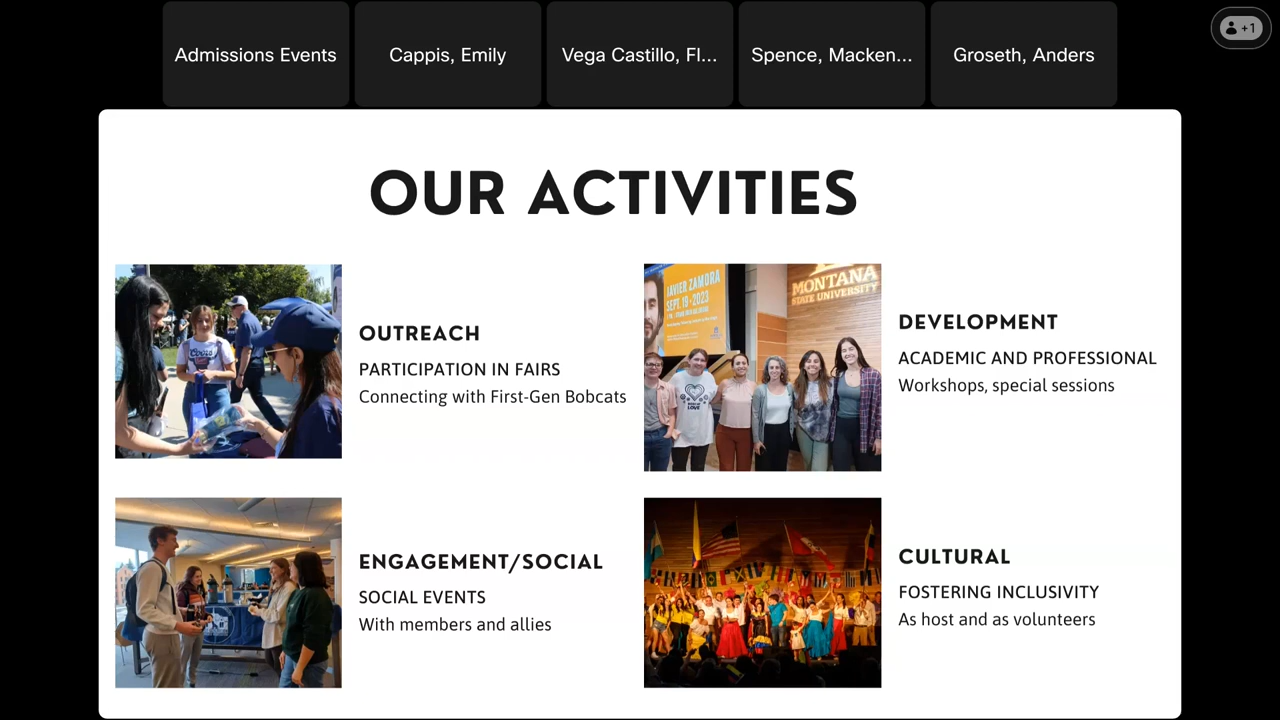 Admissions Events
Cappis, Emily
Vega Castillo, Fl...
Spence, Macken...
Groseth, Anders
+1
OUR ACTIVITIES
OUTREACH
PARTICIPATION IN FAIRS
Connecting with First-Gen Bobcats
JAVIER ZAMORA
SEPT. 19 • 2023
MONTANA
STATE UNIVERSITY
DEVELOPMENT
ACADEMIC AND PROFESSIONAL
Workshops, special sessions
ENGAGEMENT/SOCIAL
SOCIAL EVENTS
With members and allies
CULTURAL
FOSTERING INCLUSIVITY
As host and as volunteers